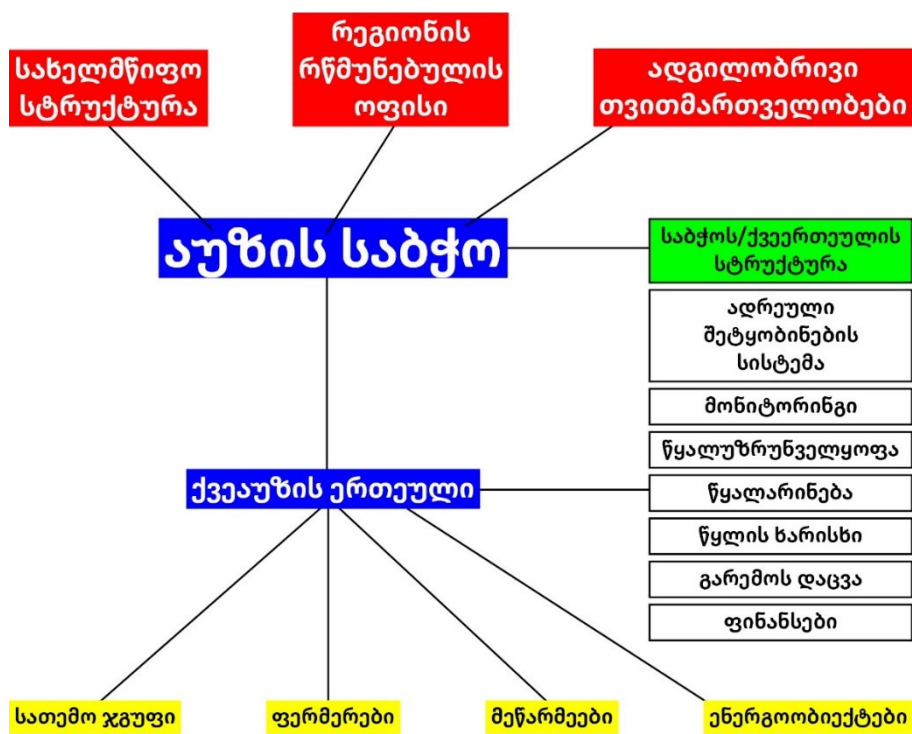 სახელმწიფო
სტრუქტურა
რეგიონის
რწმუნებულის
ოფისი
ადგილობრივი
თვითმართველობები
აუზის საბჭო
საბჭოს/ქვეერთეულის
სტრუქტურა
ადრეული
შეტყობინების
სისტემა
მონიტორინგი
წყალუზრუნველყოფა
ქვეაუზის ერთეული
წყალარინება
წყლის ხარისხი
გარემოს დაცვა
ფინანსები
სათემო ჯგუფი
ფერმერები
მეწარმეები
ენერგოობიექტები